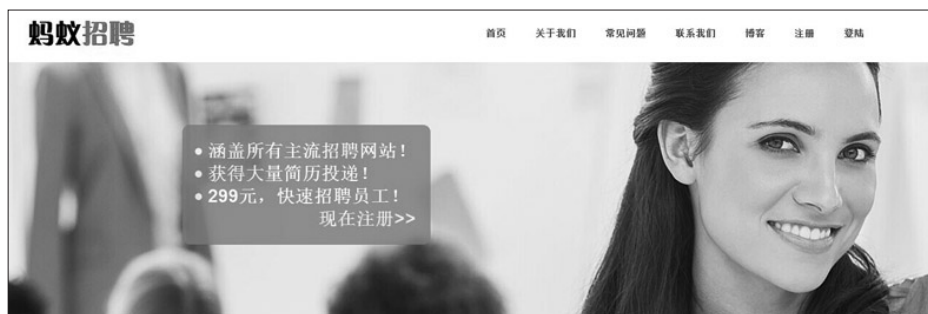 蚂蚁招聘
首页 关于我们 常见问题 联系我们 博客 注册 登陆
• 涵盖所有主流招聘网站！
• 获得大量简历投递！
• 299元，快速招聘员工！
现在注册>>